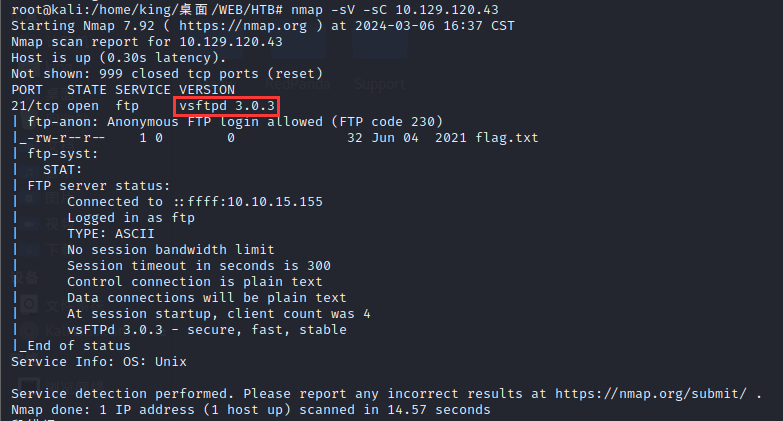 root@kali:/home/king/桌面/WEB/HTB# nmap -sV -sC 10.129.120.43
Starting Nmap 7.92 ( https://nmap.org ) at 2024-03-06 16:37 CST
Nmap scan report for 10.129.120.43
Host is up (0.30s latency).
Not shown: 999 closed tcp ports (reset)
PORT   STATE SERVICE VERSION
21/tcp open  ftp     vsftpd 3.0.3
| ftp-anon: Anonymous FTP login allowed (FTP code 230)
|_-rw-r--r--    1 0        0              32 Jun 04  2021 flag.txt
| ftp-syst:
|   STAT:
| FTP server status:
|      Connected to ::ffff:10.10.15.155
|      Logged in as ftp
|      TYPE: ASCII
|      No session bandwidth limit
|      Session timeout in seconds is 300
|      Control connection is plain text
|      Data connections will be plain text
|      At session startup, client count was 4
|      vsFTPd 3.0.3 - secure, fast, stable
|_End of status
Service Info: OS: Unix
Service detection performed. Please report any incorrect results at https://nmap.org/submit/ .
Nmap done: 1 IP address (1 host up) scanned in 14.57 seconds